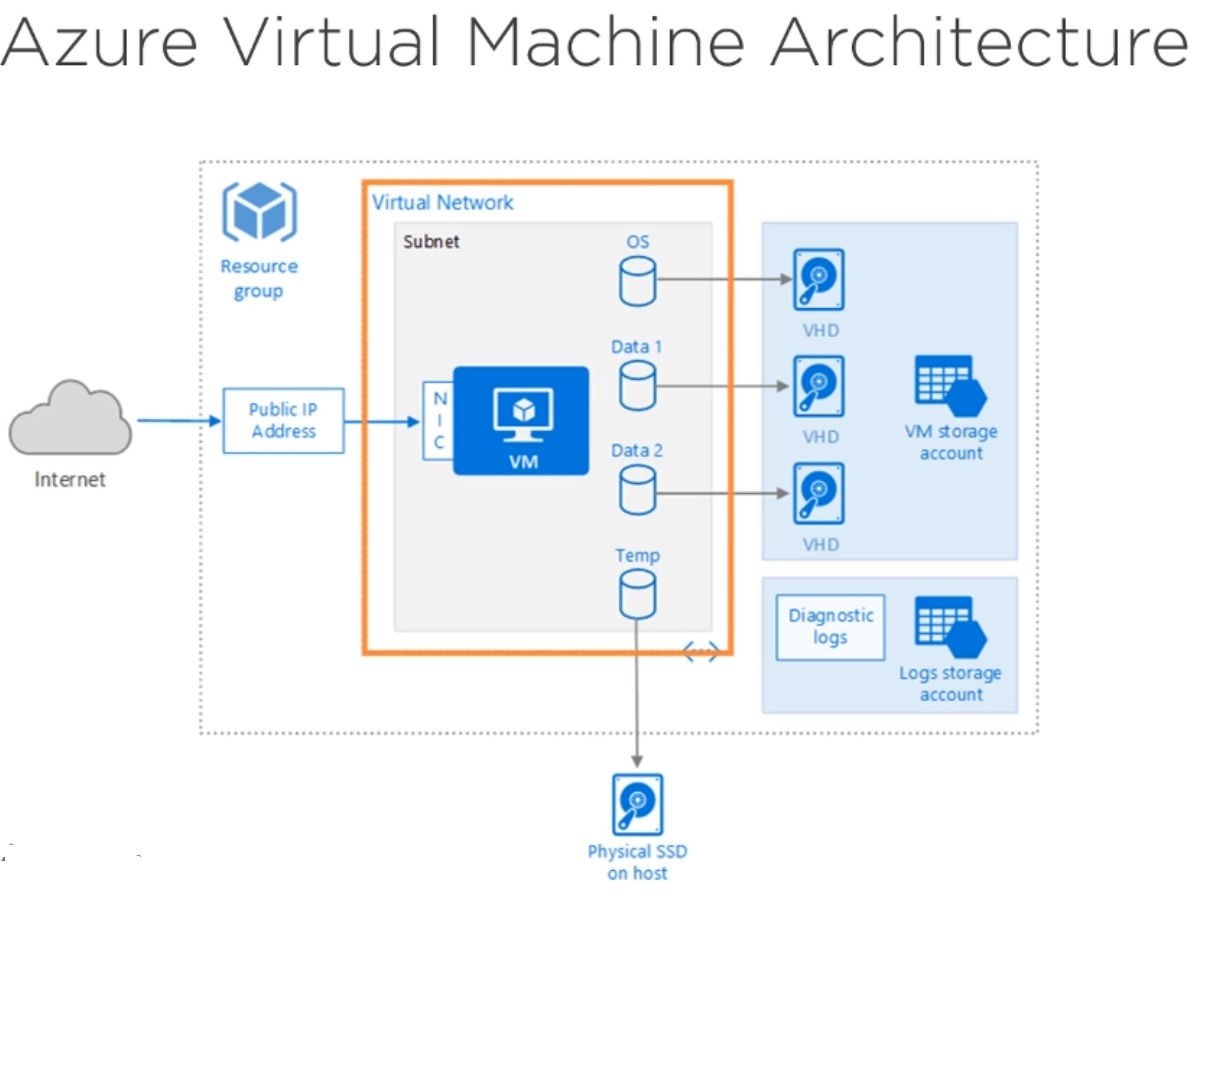 Azure Virtual Machine Architecture
Resource
group
Virtual Network
Subnet
OS
Data 1
Data 2
Temp
N
I
C
VM
Internet
Public IP
Address
VHD
VHD
VHD
VM storage
account
Diagnostic
logs
Logs storage
account
Physical SSD
on host